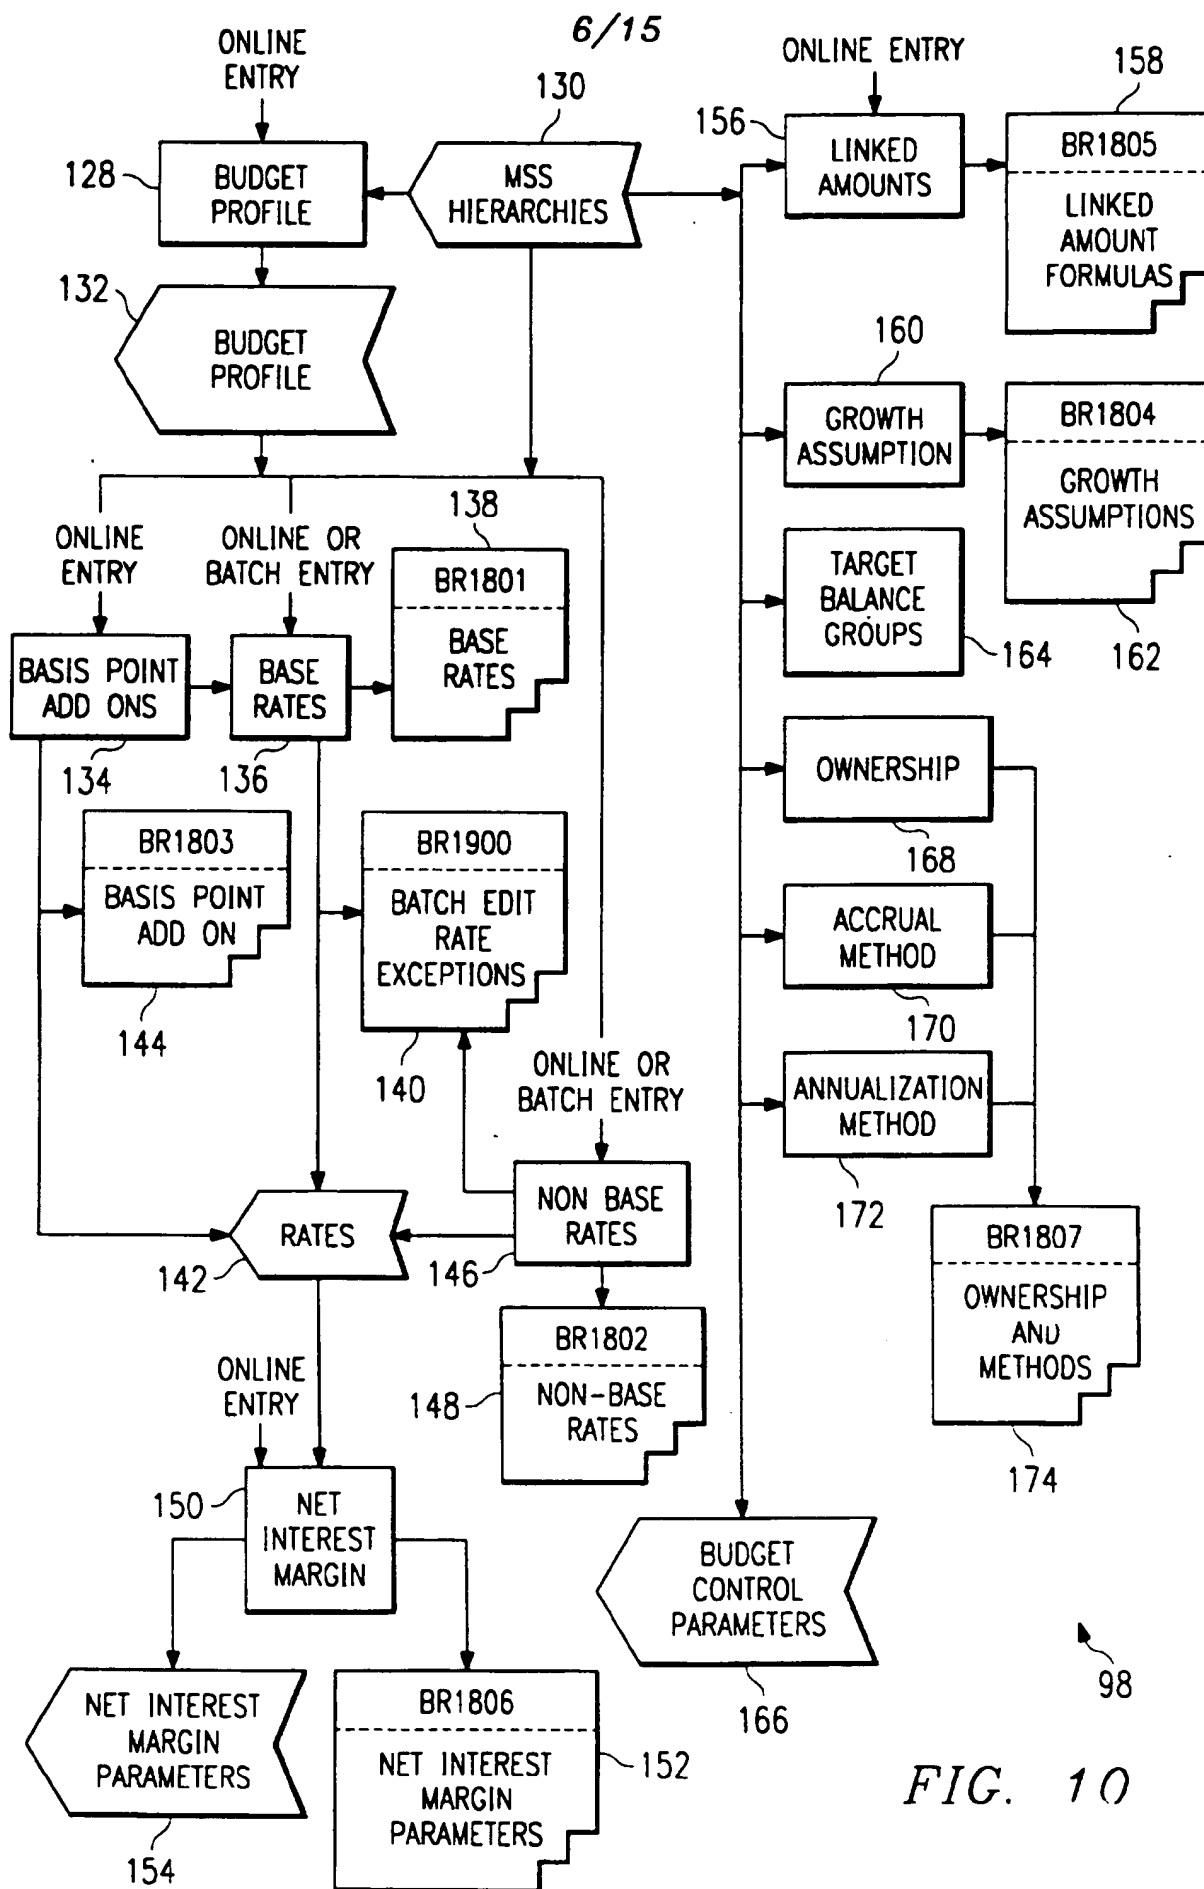 6/15
ONLINE
ENTRY
130
ONLINE ENTRY
158
156
128
BUDGET
PROFILE
MSS
HIERARCHIES
LINKED
AMOUNTS
BR1805
LINKED
AMOUNT
FORMULAS
132
BUDGET
PROFILE
160
GROWTH
ASSUMPTION
BR1804
GROWTH
ASSUMPTIONS
162
138
ONLINE
ENTRY
ONLINE OR
BATCH ENTRY
BR1801
BASE
RATES
TARGET
BALANCE
GROUPS
164
BASIS POINT
ADD ONS
BASE
RATES
134
136
OWNERSHIP
168
BR1803
BASIS POINT
ADD ON
144
BR1900
BATCH EDIT
RATE
EXCEPTIONS
140
ACCRUAL
METHOD
170
ONLINE OR
BATCH ENTRY
ANNUALIZATION
METHOD
172
RATES
142
NON BASE
RATES
146
BR1807
OWNERSHIP
AND
METHODS
174
BR1802
NON-BASE
RATES
148
ONLINE
ENTRY
150
NET
INTEREST
MARGIN
BUDGET
CONTROL
PARAMETERS
166
98
NET INTEREST
MARGIN
PARAMETERS
154
BR1806
NET INTEREST
MARGIN
PARAMETERS
152
FIG. 10